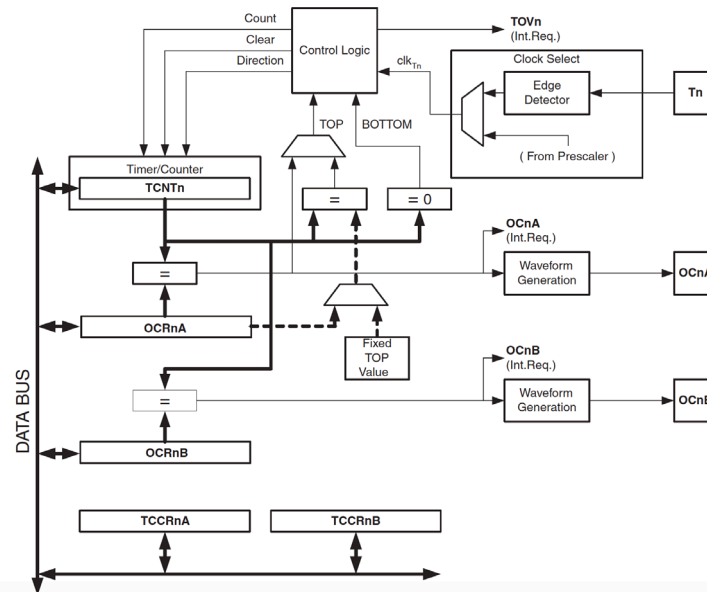 Count
Clear
Direction
Control Logic
TOVn
(Int.Req.)
clkTn
Clock Select
Edge
Detector
Tn
( From Prescaler )
TOP
BOTTOM
Timer/Counter
TCNTn
=
= 0
=
OCnA
(Int.Req.)
Waveform
Generation
OCnA
OCRnA
Fixed
TOP
Value
OCnB
(Int.Req.)
=
Waveform
Generation
OCnB
OCRnB
DATA BUS
TCCRnA
TCCRnB